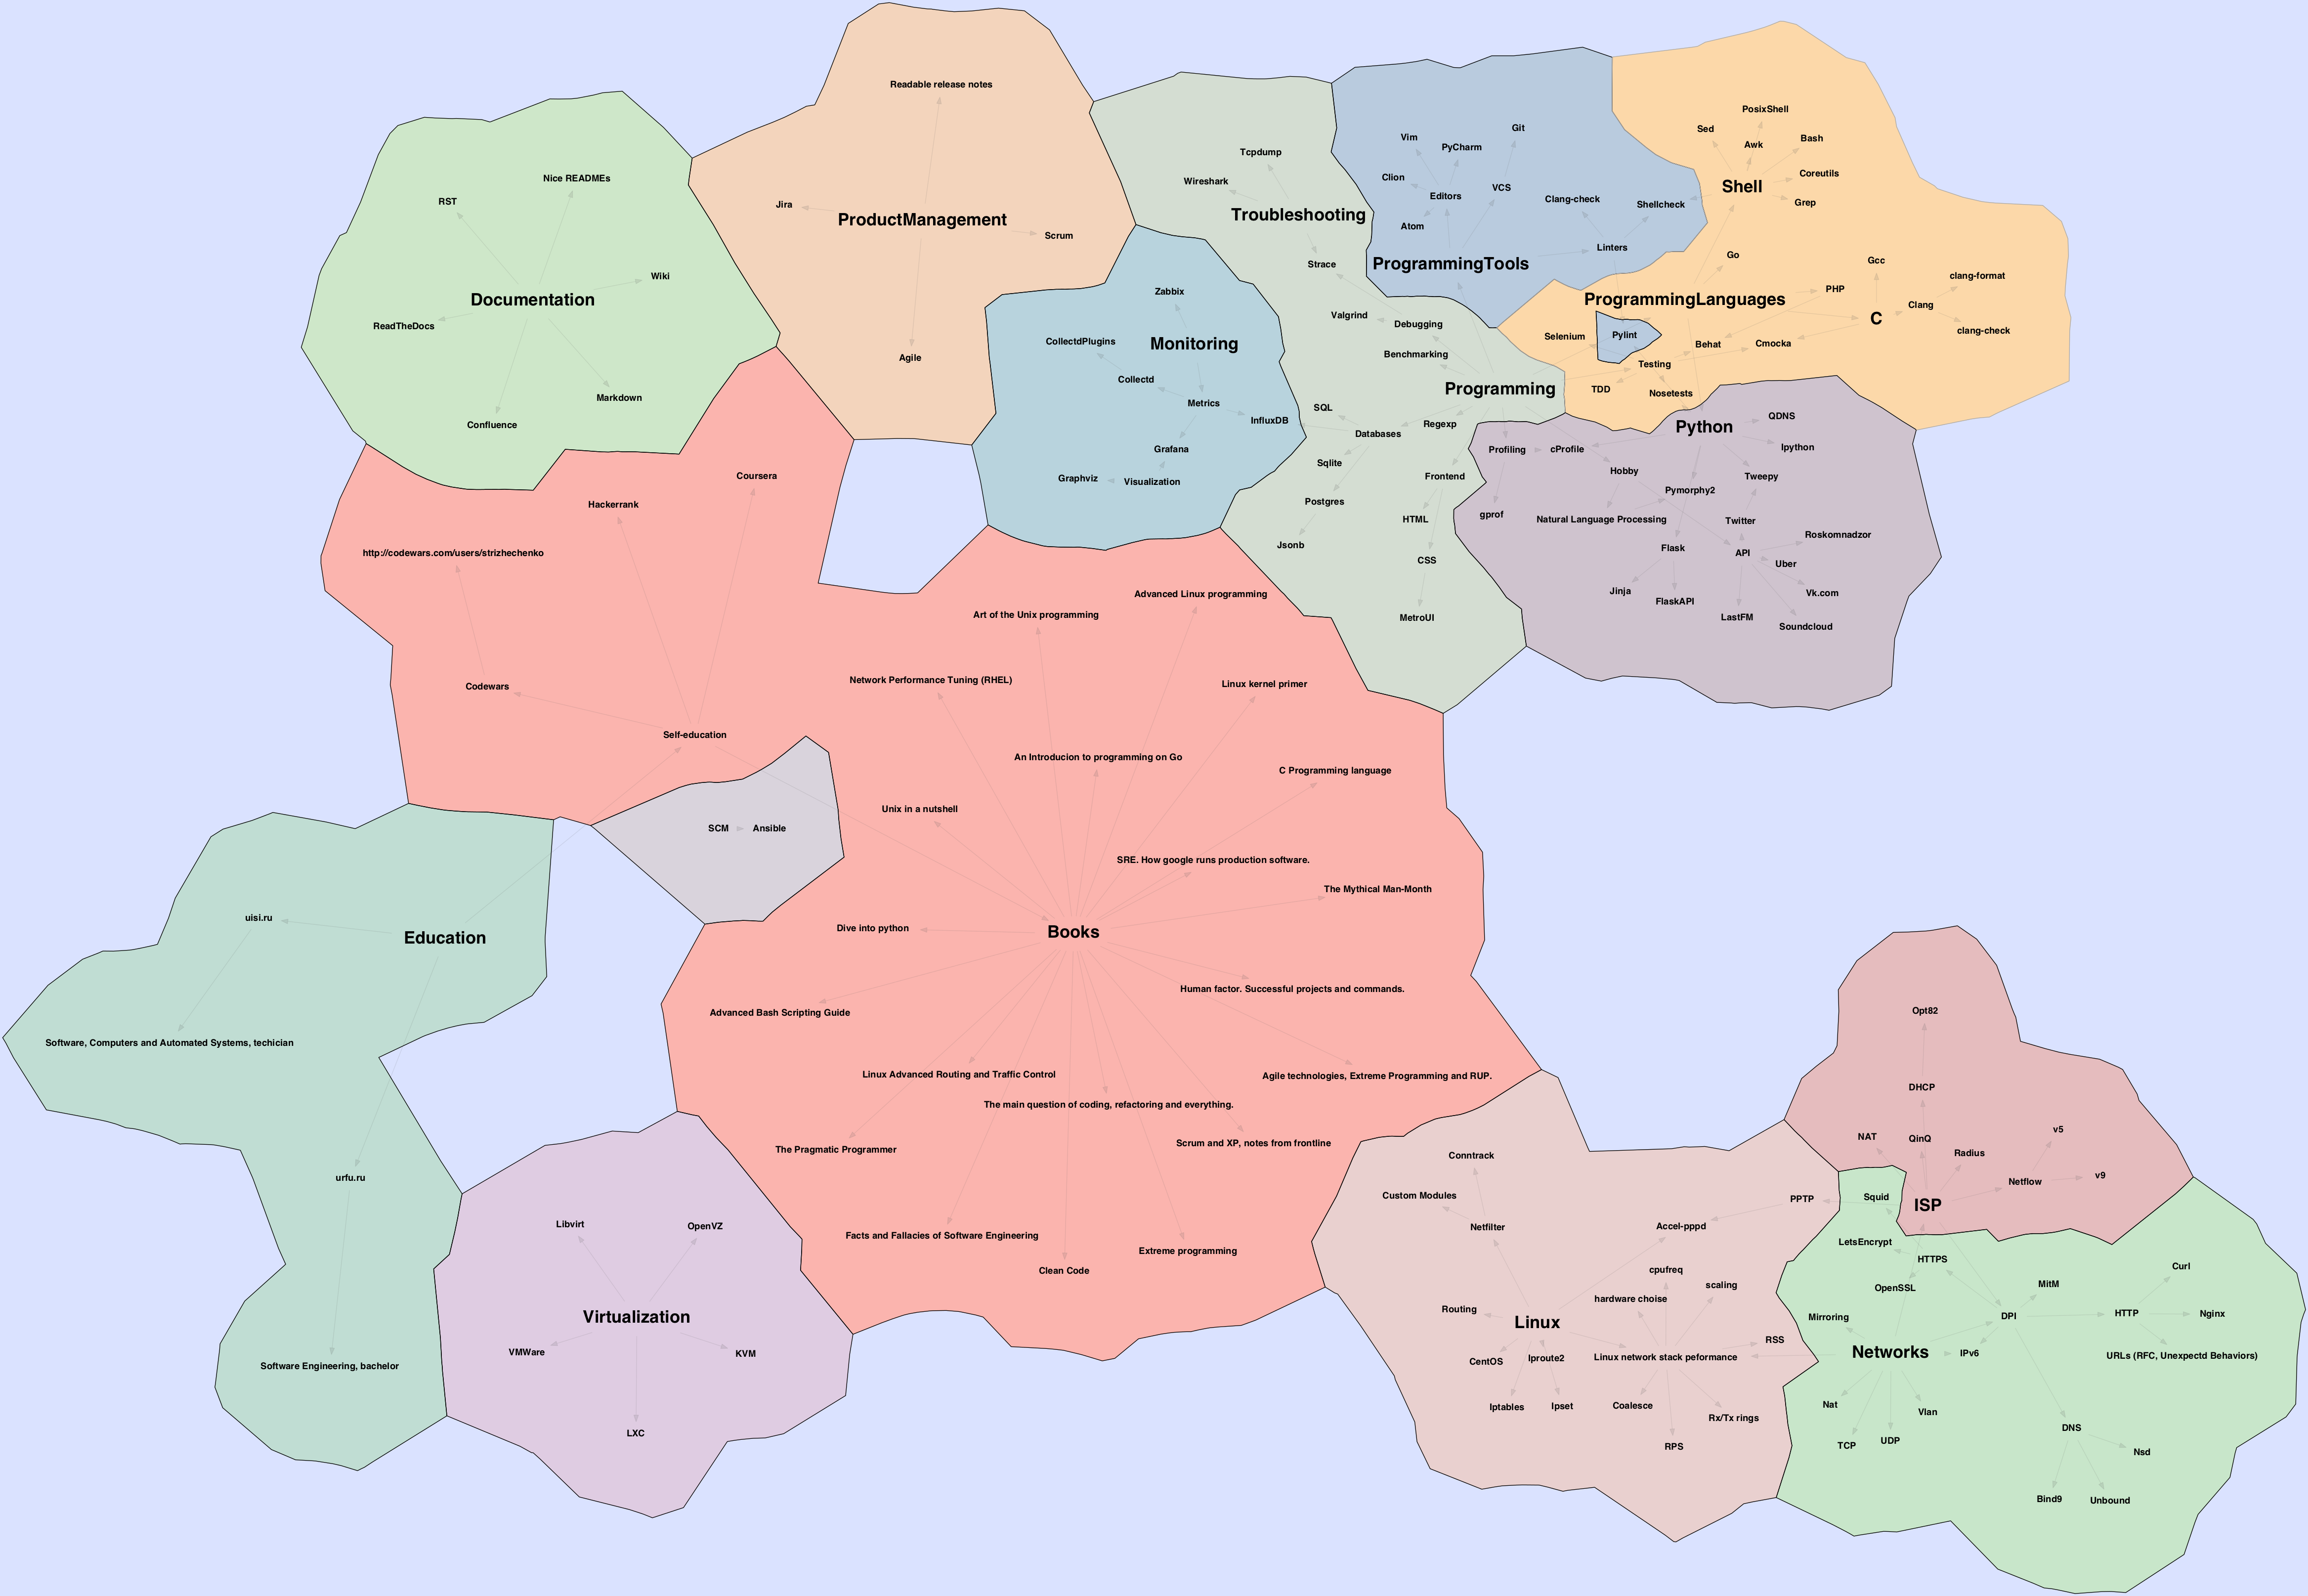 Readable release notes
Jira
ProductManagement
Scrum
Agile
Nice READMEs
RST
Wiki
Documentation
ReadTheDocs
Markdown
Confluence
Tcpdump
Wireshark
Troubleshooting
Strace
Valgrind
Debugging
Benchmarking
Programming
SQL
Regexp
Databases
Sqlite
Frontend
Postgres
HTML
Jsonb
CSS
MetroUI
Git
Vim
PyCharm
Clion
VCS
Editors
Clang-check
Shellcheck
Atom
Linters
ProgrammingTools
PosixShell
Sed
Bash
Awk
Coreutils
Shell
Grep
Go
Gcc
clang-format
PHP
ProgrammingLanguages
Clang
C
clang-check
Selenium
Pylint
Behat
Cmocka
Testing
TDD
Nosetests
QDNS
Python
Ipython
Profiling
cProfile
Hobby
Tweepy
Pymorphy2
gprof
Natural Language Processing
Twitter
Roskomnadzor
Flask
API
Uber
Jinja
Vk.com
FlaskAPI
LastFM
Soundcloud
Zabbix
CollectdPlugins
Monitoring
Collectd
Metrics
InfluxDB
Grafana
Graphviz
Visualization
Coursera
Hackerrank
http://codewars.com/users/strizhechenko
Codewars
Self-education
SCM
Ansible
Advanced Linux programming
Art of the Unix programming
Network Performance Tuning (RHEL)
Linux kernel primer
An Introducion to programming on Go
C Programming language
Unix in a nutshell
SRE. How google runs production software.
The Mythical Man-Month
Dive into python
Books
Human factor. Successful projects and commands.
Advanced Bash Scripting Guide
Linux Advanced Routing and Traffic Control
Agile technologies, Extreme Programming and RUP.
The main question of coding, refactoring and everything.
Scrum and XP, notes from frontline
The Pragmatic Programmer
Facts and Fallacies of Software Engineering
Extreme programming
Clean Code
uisi.ru
Education
Software, Computers and Automated Systems, techician
urfu.ru
Software Engineering, bachelor
Libvirt
OpenVZ
Virtualization
VMWare
KVM
LXC
Conntrack
Custom Modules
PPTP
Netfilter
Accel-pppd
cpufreq
scaling
hardware choise
Routing
Linux
RSS
CentOS
Iproute2
Linux network stack peformance
Iptables
Ipset
Coalesce
Rx/Tx rings
RPS
Opt82
DHCP
v5
NAT
QinQ
Radius
v9
Netflow
ISP
Squid
LetsEncrypt
HTTPS
Curl
OpenSSL
MitM
Mirroring
DPI
HTTP
Nginx
Networks
IPv6
URLs (RFC, Unexpectd Behaviors)
Nat
Vlan
DNS
TCP
UDP
Nsd
Bind9
Unbound